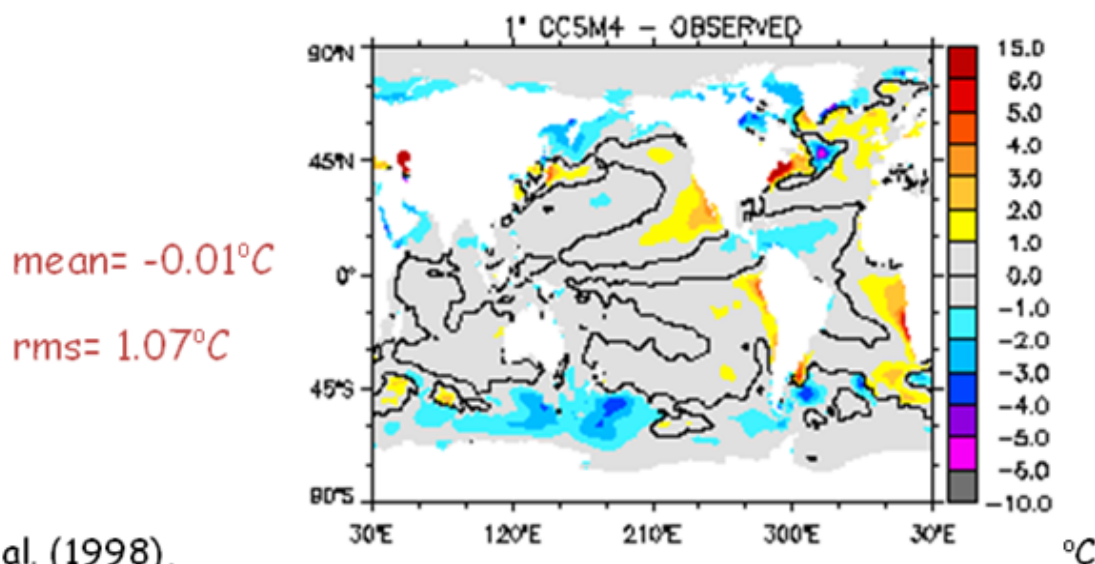 1° CCSM4 – OBSERVED
90°N
45°N
0°
45°S
80°S
30°E
120°E
210°E
300°E
30°E
15.0
6.0
5.0
4.0
3.0
2.0
1.0
0.0
-1.0
-2.0
-3.0
-4.0
-5.0
-6.0
-10.0
°C
mean= -0.01°C
rms= 1.07°C
al. (1998).